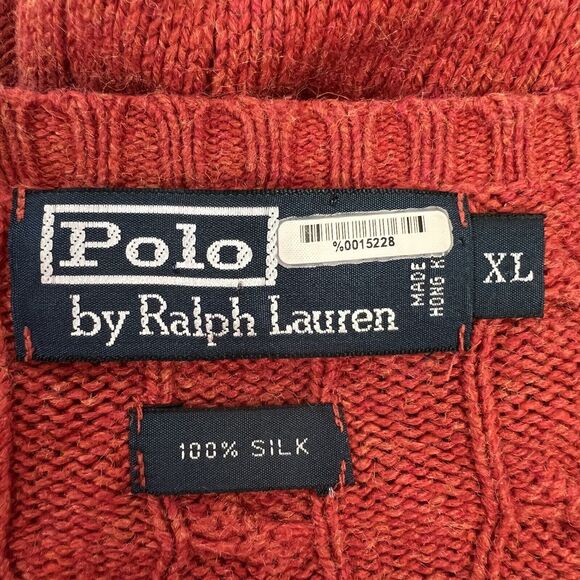 Polo
%0015228
by Ralph Lauren
MADE
HONG K
XL
100% SILK